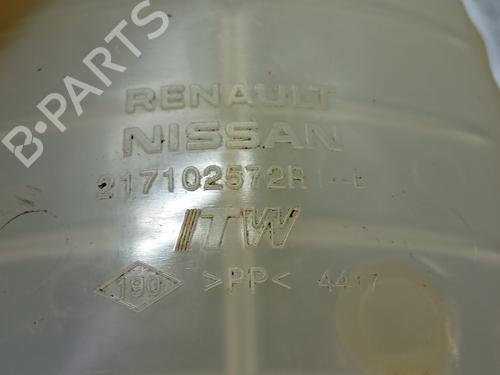 B-PARTS
RENAULT
NISSAN
217102572R --B
ITW
190 >PP< 4417